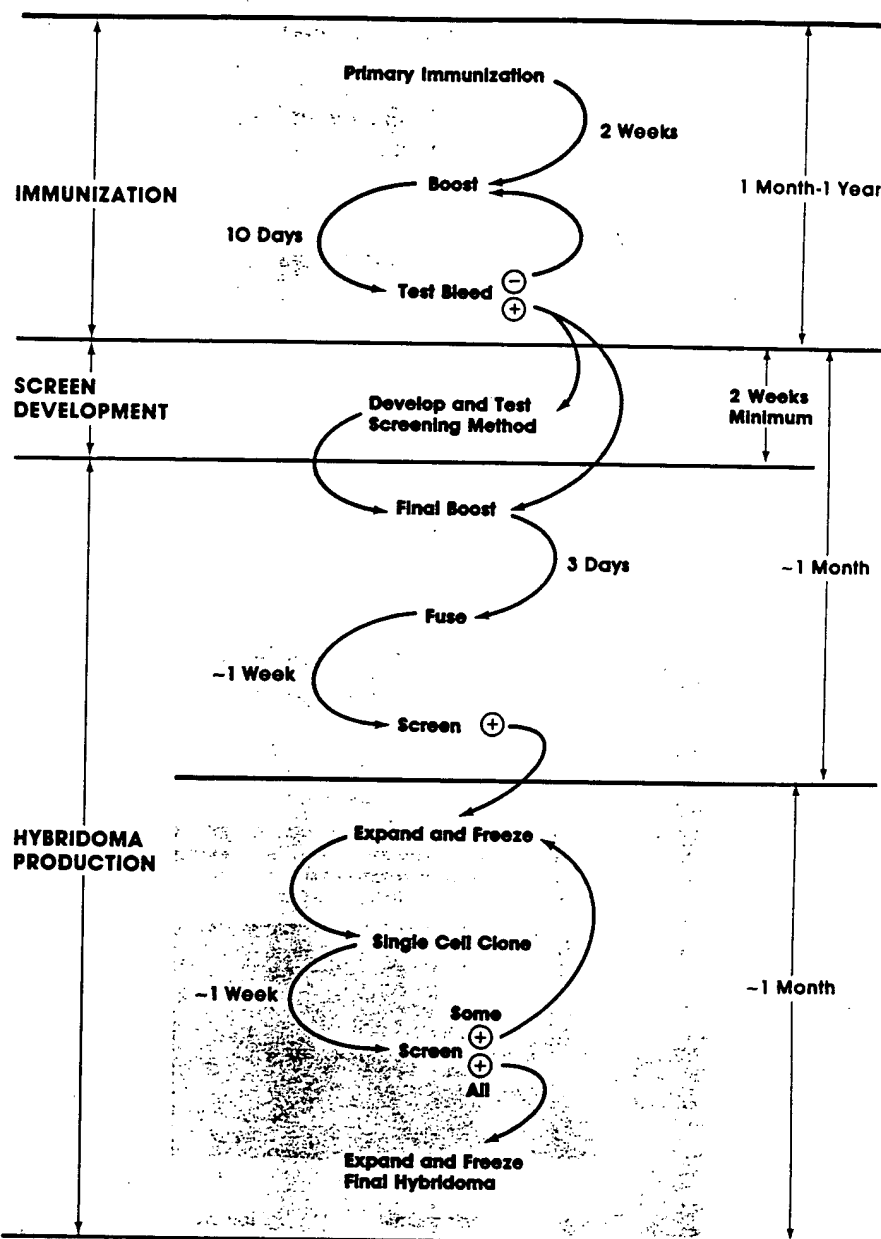 Primary Immunization
2 Weeks
IMMUNIZATION
Boost
1 Month-1 Year
10 Days
Test Bleed
−
+
SCREEN
DEVELOPMENT
Develop and Test
Screening Method
2 Weeks
Minimum
Final Boost
3 Days
~1 Month
Fuse
~1 Week
Screen +
HYBRIDOMA
PRODUCTION
Expand and Freeze
Single Cell Clone
~1 Week
~1 Month
Some
+
Screen
+
All
Expand and Freeze
Final Hybridoma